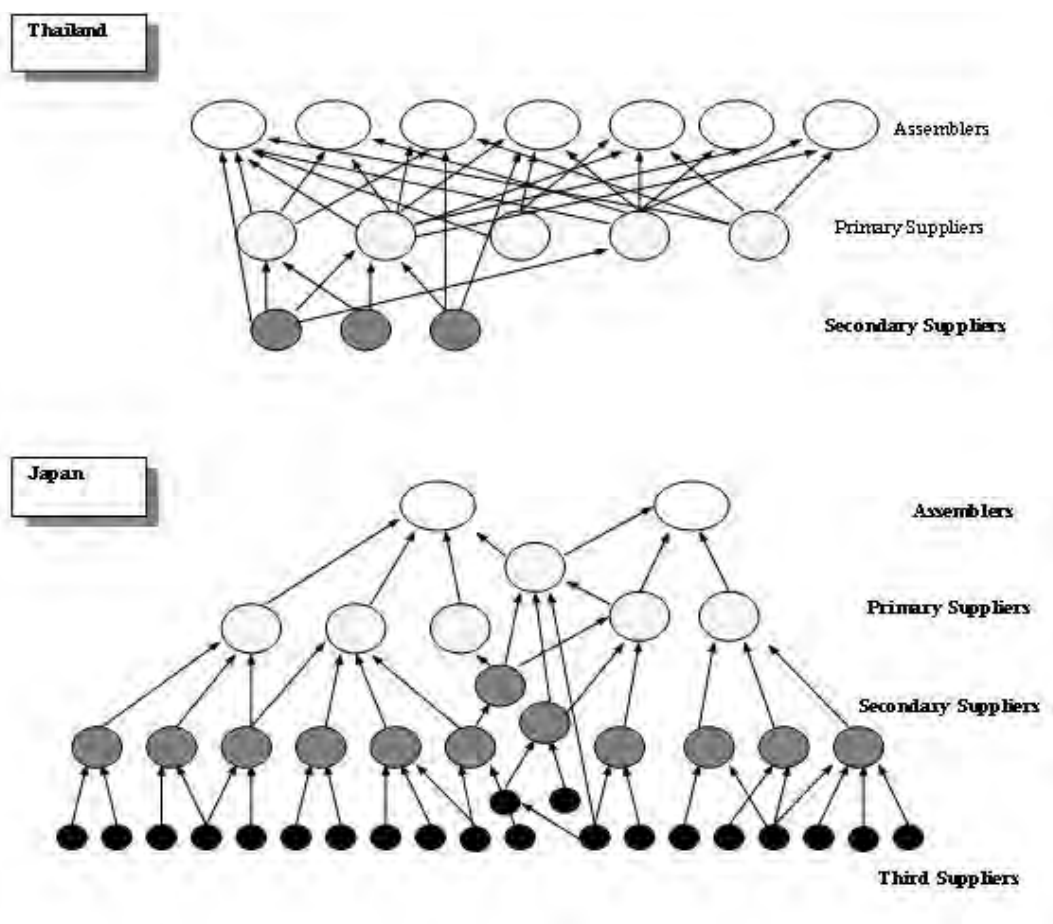 Thailand
Assemblers
Primary Suppliers
Secondary Suppliers
Japan
Assemblers
Primary Suppliers
Secondary Suppliers
Third Suppliers